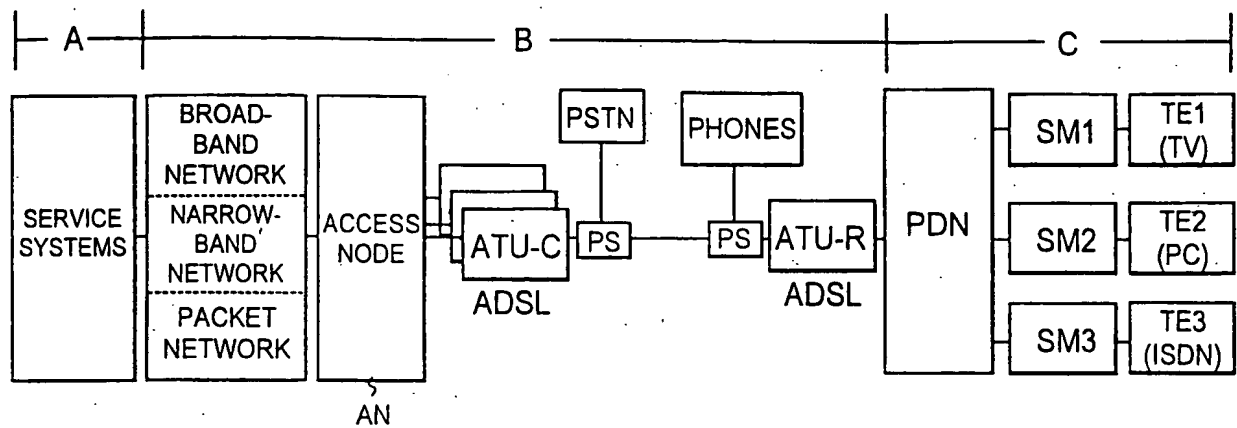 A
B
C
SERVICE
SYSTEMS
BROAD-
BAND
NETWORK
NARROW-
BAND
NETWORK
PACKET
NETWORK
ACCESS
NODE
AN
ATU-C
ADSL
PSTN
PS
PHONES
PS
ATU-R
ADSL
PDN
SM1
TE1
(TV)
SM2
TE2
(PC)
SM3
TE3
(ISDN)